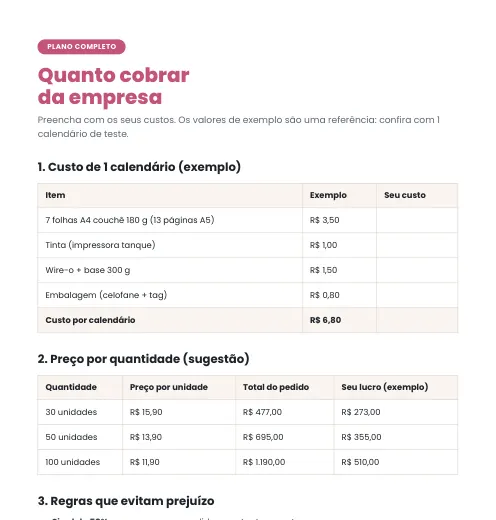 PLANO COMPLETO
Quanto cobrar
da empresa
Preencha com os seus custos. Os valores de exemplo são uma referência: confira com 1
calendário de teste.
1. Custo de 1 calendário (exemplo)
Item Exemplo Seu custo
7 folhas A4 couchê 180 g (13 páginas A5) R$ 3,50
Tinta (impressora tanque) R$ 1,00
Wire-o + base 300 g R$ 1,50
Embalagem (celofane + tag) R$ 0,80
Custo por calendário R$ 6,80
2. Preço por quantidade (sugestão)
Quantidade Preço por unidade Total do pedido Seu lucro (exemplo)
30 unidades R$ 15,90 R$ 477,00 R$ 273,00
50 unidades R$ 13,90 R$ 695,00 R$ 355,00
100 unidades R$ 11,90 R$ 1.190,00 R$ 510,00
3. Regras que evitam prejuízo